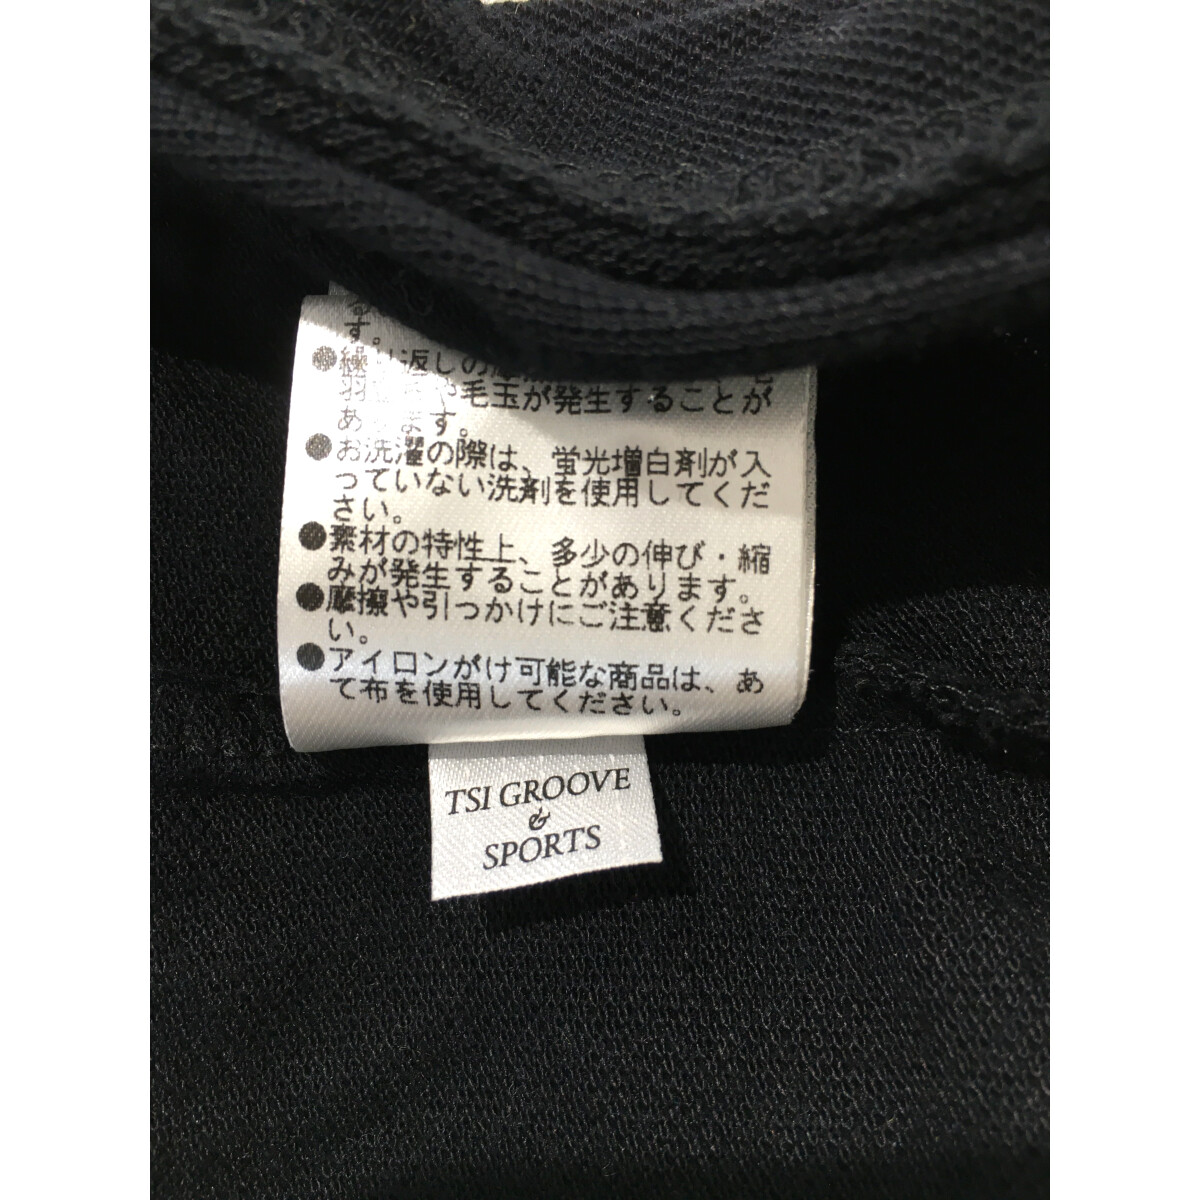 す。
●繰り返しの
羽 や毛玉が発生することが
あります。
●お洗濯の際は、蛍光増白剤が入
っていない洗剤を使用してくだ
さい。
●素材の特性上、多少の伸び・縮
みが発生することがあります。
●摩擦や引っかけにご注意くださ
い。
●アイロンがけ可能な商品は、あ
て布を使用してください。
TSI GROOVE
&
SPORTS